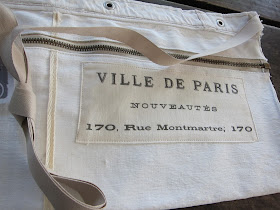 VILLE DE PARIS
NOUVEAUTÉS
170, Rue Montmartre, 170